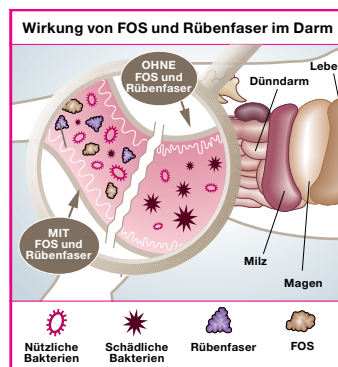 Wirkung von FOS und Rübenfaser im Darm
OHNE
FOS und
Rübenfaser
Lebe
Dünndarm
MIT
FOS und
Rübenfaser
Milz
Magen
Nützliche
Bakterien
Schädliche
Bakterien
Rübenfaser
FOS